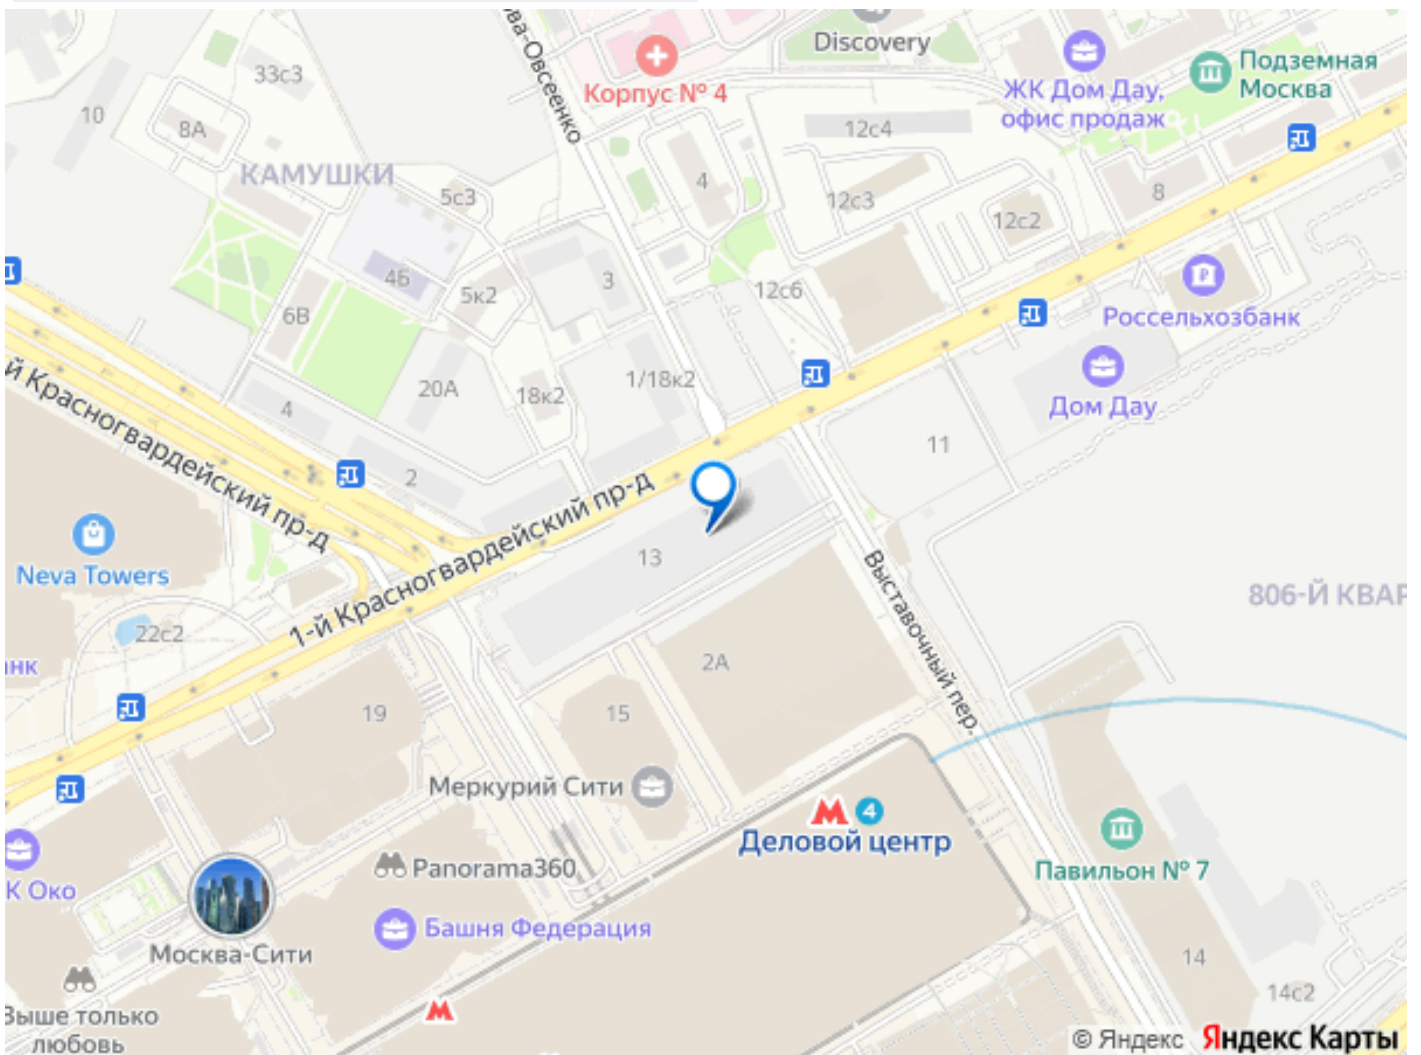 ва-Овсеенко
Discovery
Подземная
Москва
33с3
Корпус № 4
ЖК Дом Дау,
офис продаж
10
8А
12с4
КАМУШКИ
4
5с3
12с3
8
12с2
4Б
3
12с6
5к2
6В
Россельхозбанк
1/18к2
20А
18к2
Дом Дау
4
11
й Красногвардейский пр-д
2
1-й Красногвардейский пр-д
13
Neva Towers
Выставочный пер.
806-Й КВАР
22с2
2А
нк
19
15
Меркурий Сити
4
Деловой центр
Panorama360
Павильон № 7
К Око
Башня Федерация
Москва-Сити
14
14с2
Выше только
любовь
© Яндекс Яндекс Карты